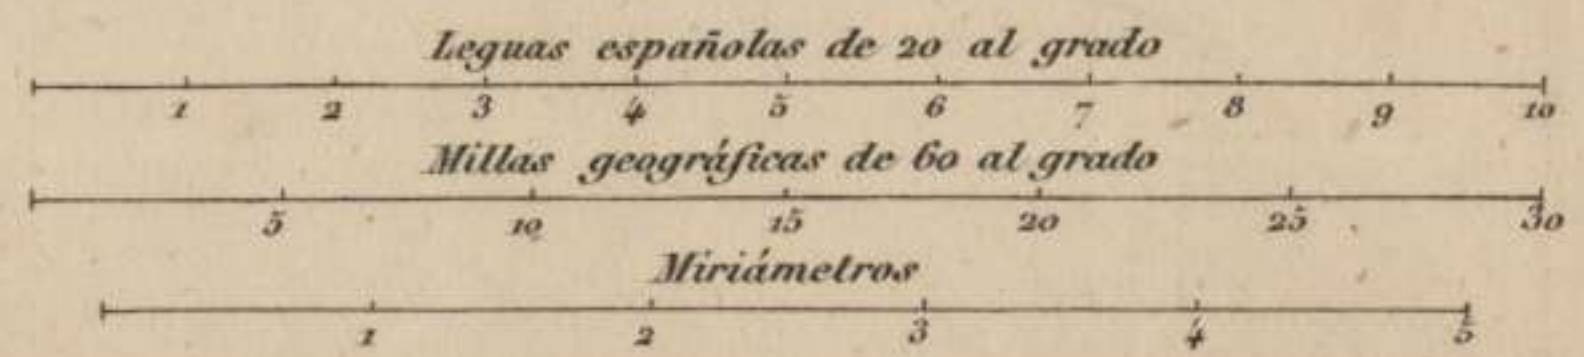 Leguas españolas de 20 al grado
1 2 3 4 5 6 7 8 9 10
Millas geográficas de 60 al grado
5 10 15 20 25 30
Miriámetros
1 2 3 4 5